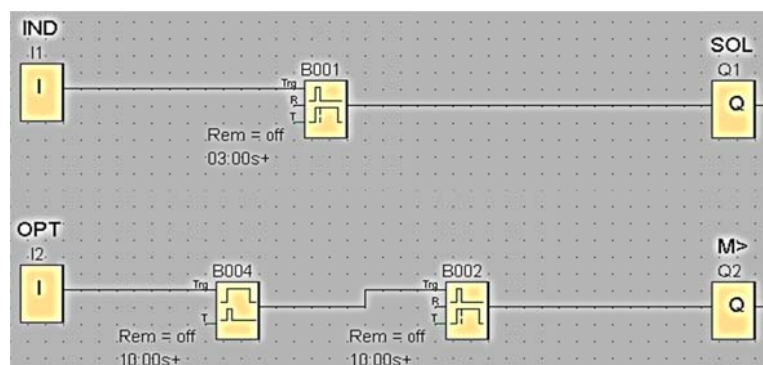 IND
I1
I
B001
Trg
R
T
Rem = off
03:00s+
SOL
Q1
Q
OPT
I2
I
B004
Trg
T
Rem = off
10:00s+
B002
Trg
R
T
Rem = off
10:00s+
M>
Q2
Q